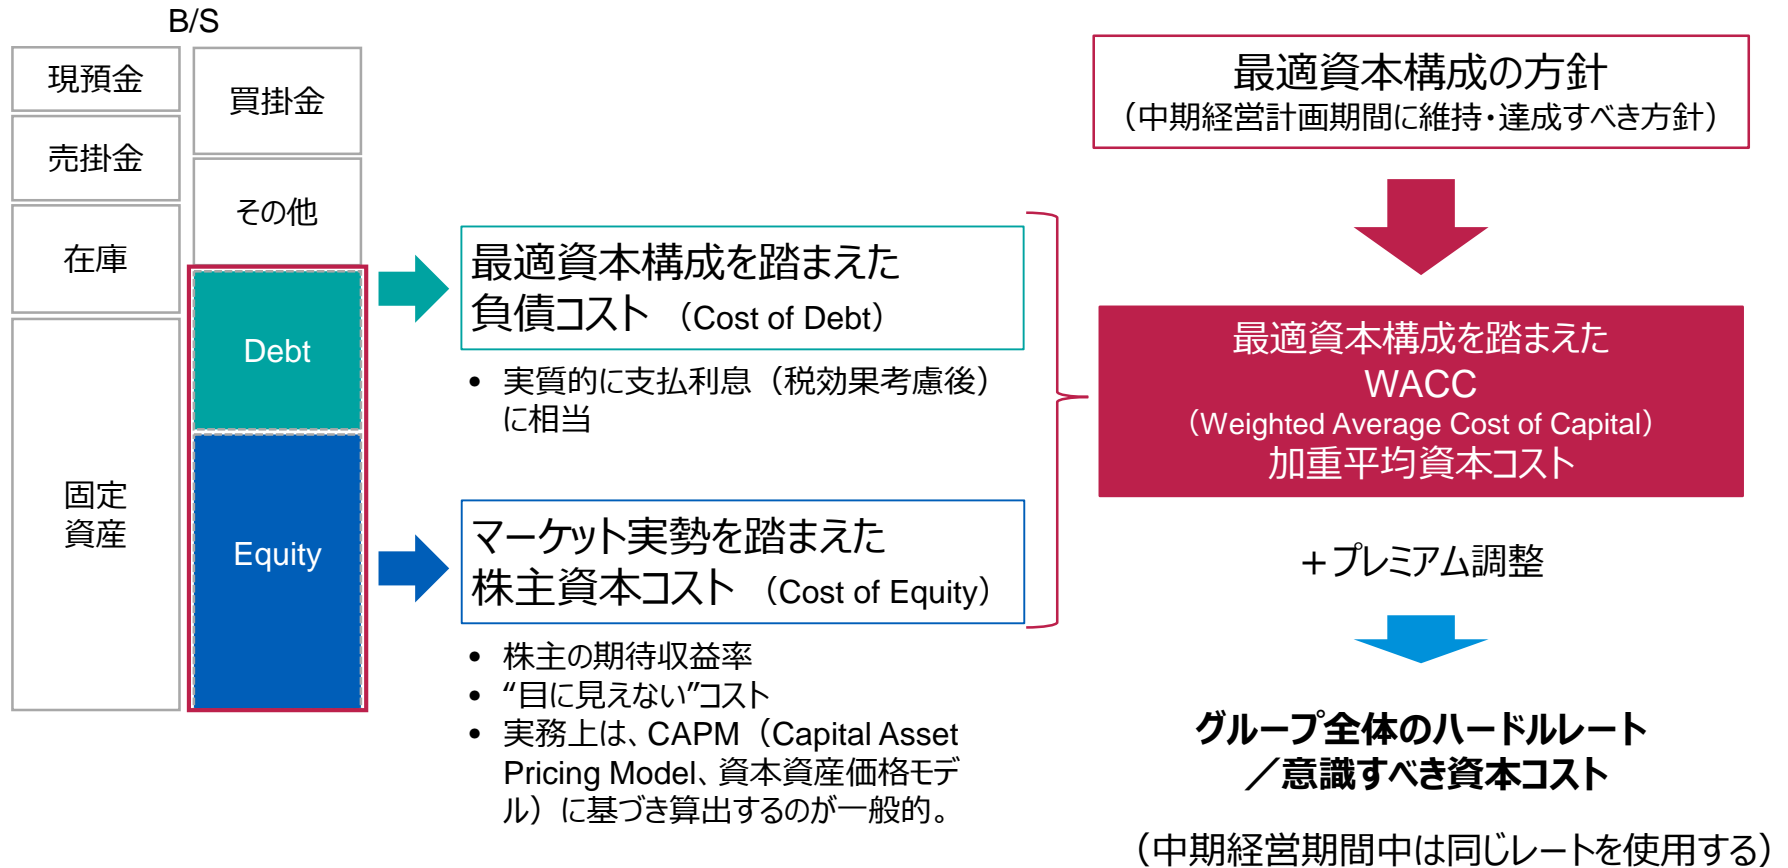 B/S
現預金
売掛金
在庫
固定
資産
買掛金
その他
Debt
Equity
最適資本構成を踏まえた
負債コスト （Cost of Debt）
• 実質的に支払利息（税効果考慮後）
に相当
マーケット実勢を踏まえた
株主資本コスト （Cost of Equity）
• 株主の期待収益率
• “目に見えない”コスト
• 実務上は、CAPM（Capital Asset
Pricing Model、資本資産価格モデ
ル）に基づき算出するのが一般的。
最適資本構成の方針
（中期経営計画期間に維持・達成すべき方針）
最適資本構成を踏まえた
WACC
（Weighted Average Cost of Capital）
加重平均資本コスト
＋プレミアム調整
グループ全体のハードルレート
／意識すべき資本コスト
（中期経営期間中は同じレートを使用する）